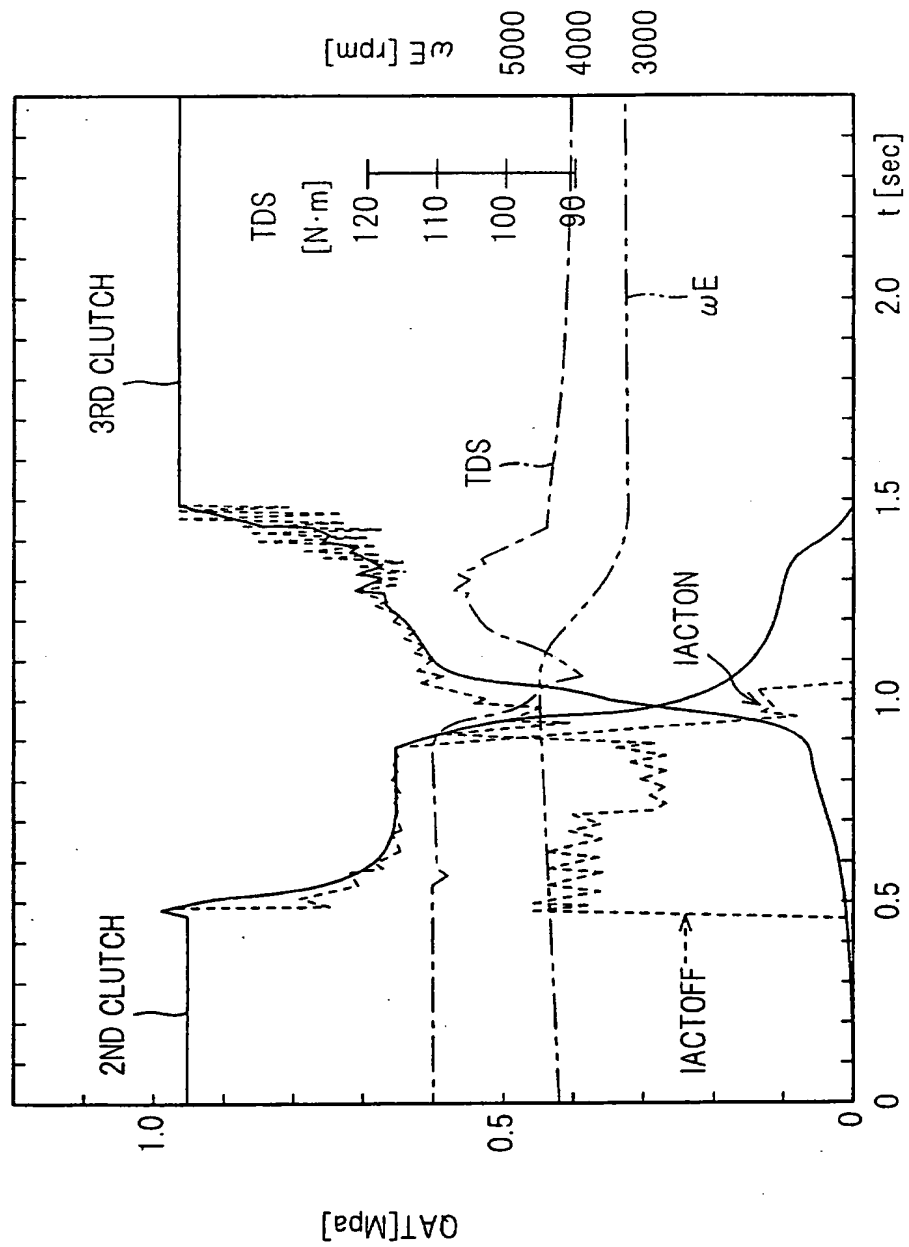 QAT[Mpa]
1.0
0.5
0
2ND CLUTCH
3RD CLUTCH
TDS
[N·m]
120
110
100
90
TDS
ωE
IACTON
IACTOFF
ωE [rpm]
5000
4000
3000
0
0.5
1.0
1.5
2.0
t [sec]